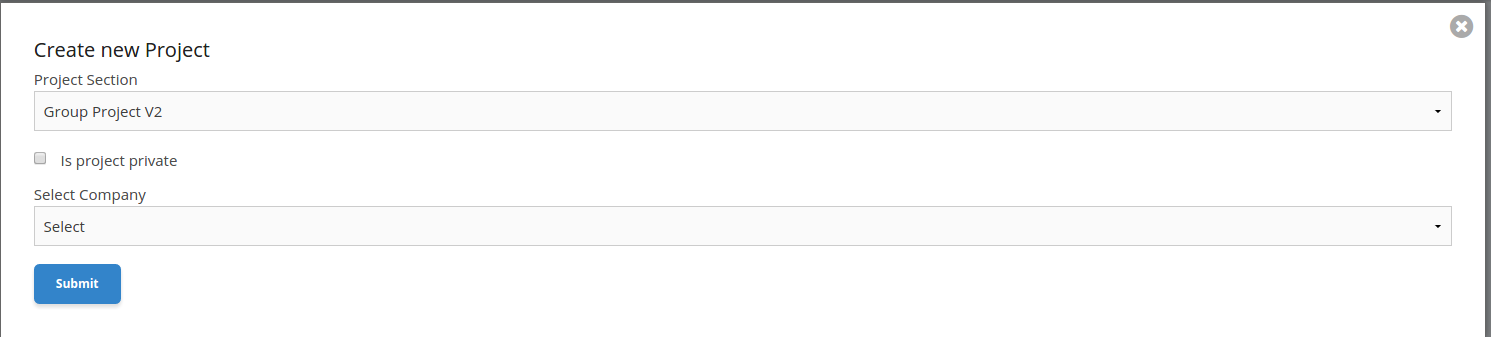 Create new Project
Project Section
Group Project V2
Is project private
Select Company
Select
Submit